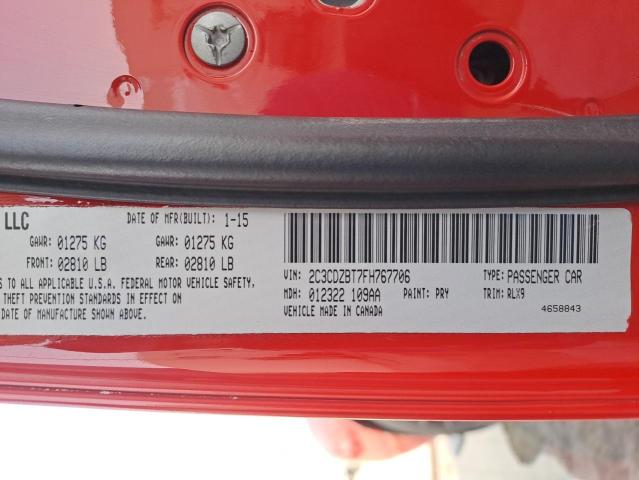 LLC DATE OF MFR(BUILT): 1-15
GAWR: 01275 KG GAWR: 01275 KG
FRONT: 02810 LB REAR: 02810 LB
TO ALL APPLICABLE U.S.A. FEDERAL MOTOR VEHICLE SAFETY,
THEFT PREVENTION STANDARDS IN EFFECT
DATE OF MANUFACTURE SHOWN ABOVE.
VIN: 2C3CDZBT7FH767706 TYPE: PASSENGER CAR
MDH: 012322 109AA PAINT: PRY TRIM: RLX9
VEHICLE MADE IN CANADA 4658843